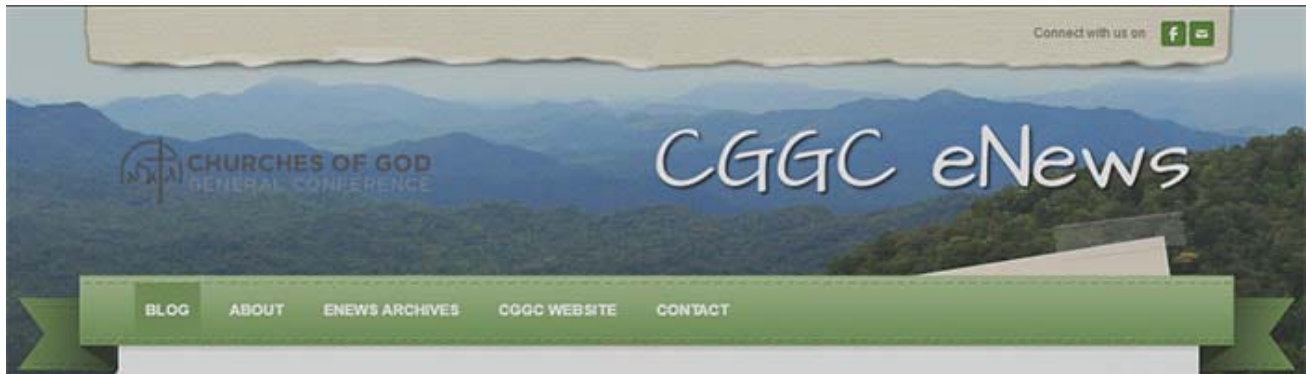 Connect with us on
CHURCHES OF GOD
GENERAL CONFERENCE
CGGC eNews
BLOG ABOUT ENEWS ARCHIVES CGGC WEBSITE CONTACT